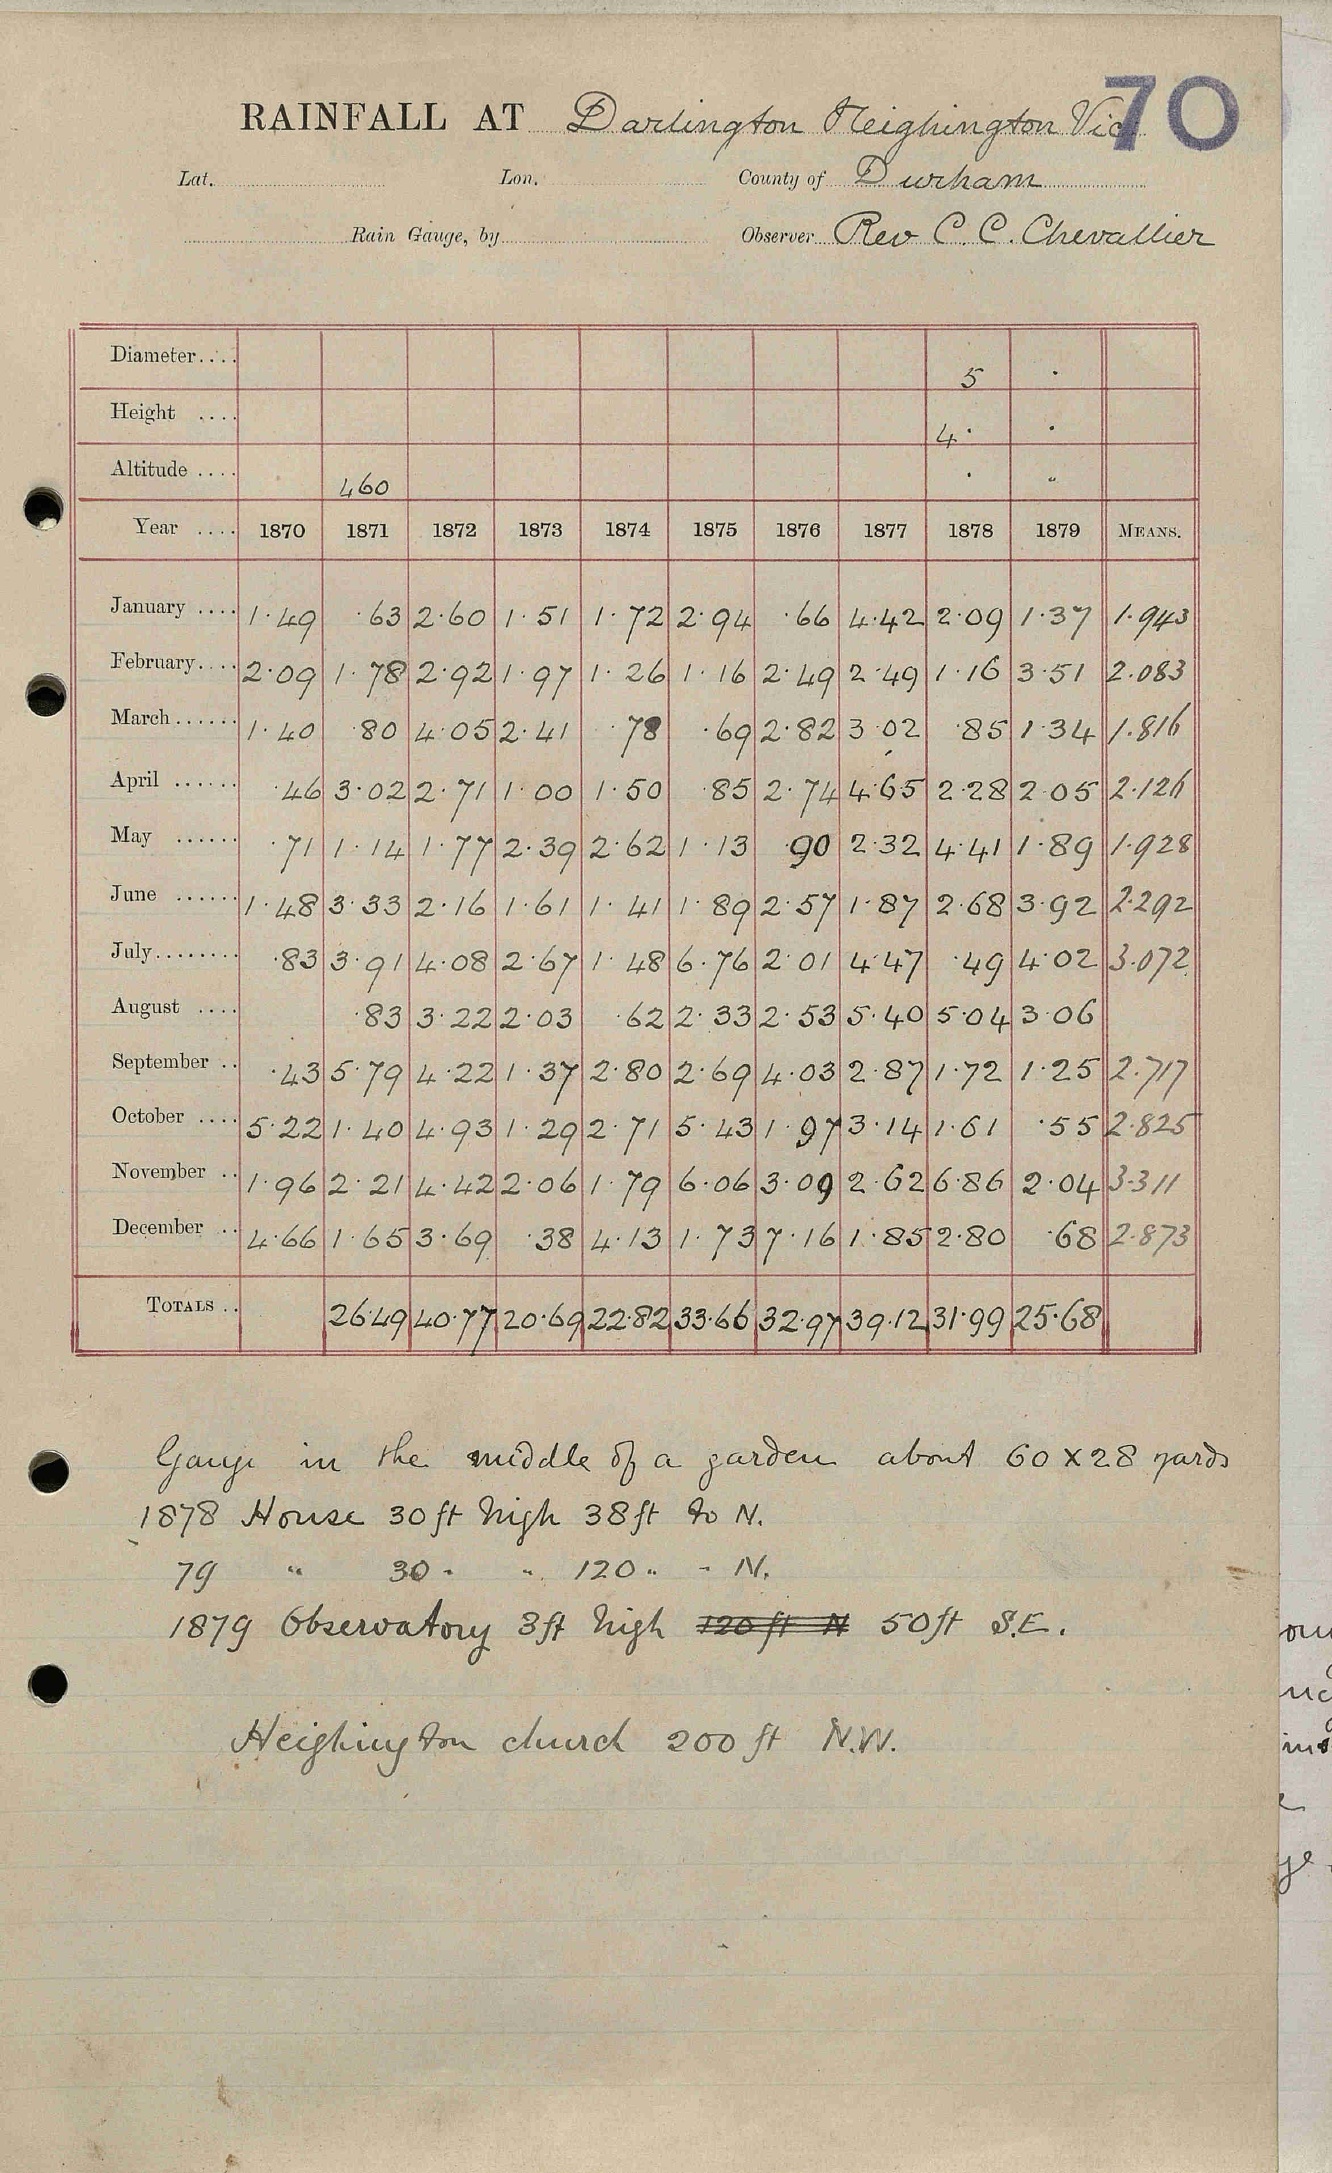 70
RAINFALL AT Darlington Heighington Vic
Lat. Lon. County of Durham
Rain Gauge, by Observer Rev C. C. Chevallier
Diameter.... 5 ·
Height .... 4· ·
Altitude .... 460 · "
Year .... 1870 1871 1872 1873 1874 1875 1876 1877 1878 1879 MEANS.
January .... 1·49 ·63 2·60 1·51 1·72 2·94 ·66 4·42 2·09 1·37 1·943
February.... 2·09 1·78 2·92 1·97 1·26 1·16 2·49 2·49 1·16 3·51 2·083
March...... 1·40 ·80 4·05 2·41 ·78 ·69 2·82 3·02 ·85 1·34 1·816
April ...... ·46 3·02 2·71 1·00 1·50 ·85 2·74 4·65 2·28 2·05 2·126
May ...... ·71 1·14 1·77 2·39 2·62 1·13 ·90 2·32 4·41 1·89 1·928
June ...... 1·48 3·33 2·16 1·61 1·41 1·89 2·57 1·87 2·68 3·92 2·292
July........ ·83 3·91 4·08 2·67 1·48 6·76 2·01 4·47 ·49 4·02 3·072
August .... ·83 3·22 2·03 ·62 2·33 2·53 5·40 5·04 3·06
September .. ·43 5·79 4·22 1·37 2·80 2·69 4·03 2·87 1·72 1·25 2·717
October .... 5·22 1·40 4·93 1·29 2·71 5·43 1·97 3·14 1·61 ·55 2·825
November .. 1·96 2·21 4·42 2·06 1·79 6·06 3·09 2·62 6·86 2·04 3·311
December .. 4·66 1·65 3·69 ·38 4·13 1·73 7·16 1·85 2·80 ·68 2·873
TOTALS .. 26·49 40·77 20·69 22·82 33·66 32·97 39·12 31·99 25·68
Gauge in the middle of a garden about 60 x 28 yards
1878 House 30 ft high 38 ft to N.
79 " 30 " " 120 " " N.
1879 Observatory 3 ft high 120 ft N 50 ft S.E.
Heighington church 200 ft N.W.